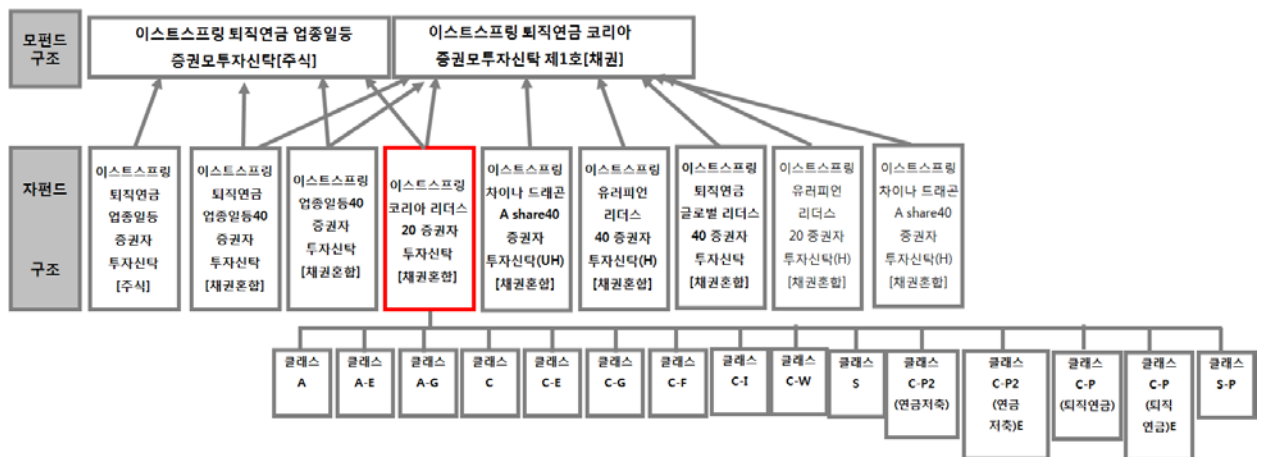 모펀드
구조
이스트스프링 퇴직연금 업종일등
증권모투자신탁[주식]
이스트스프링 퇴직연금 코리아
증권모투자신탁 제1호[채권]
자펀드
구조
이스트스프링
퇴직연금
업종일등
증권자
투자신탁
[주식]
이스트스프링
퇴직연금
업종일등40
증권자
투자신탁
[채권혼합]
이스트스프링
업종일등40
증권자
투자신탁
[채권혼합]
이스트스프링
코리아 리더스
20 증권자
투자신탁
[채권혼합]
이스트스프링
차이나 드래곤
A share40
증권자
투자신탁(UH)
[채권혼합]
이스트스프링
유러피언
리더스
40 증권자
투자신탁(H)
[채권혼합]
이스트스프링
퇴직연금
글로벌 리더스
40 증권자
투자신탁
[채권혼합]
이스트스프링
유러피언
리더스
20 증권자
투자신탁(H)
[채권혼합]
이스트스프링
차이나 드래곤
A share40
증권자
투자신탁(H)
[채권혼합]
클래스
A
클래스
A-E
클래스
A-G
클래스
C
클래스
C-E
클래스
C-G
클래스
C-F
클래스
C-I
클래스
C-W
클래스
S
클래스
C-P2
(연금저축)
클래스
C-P2
(연금
저축)E
클래스
C-P
(퇴직연금)
클래스
C-P
(퇴직
연금)E
클래스
S-P